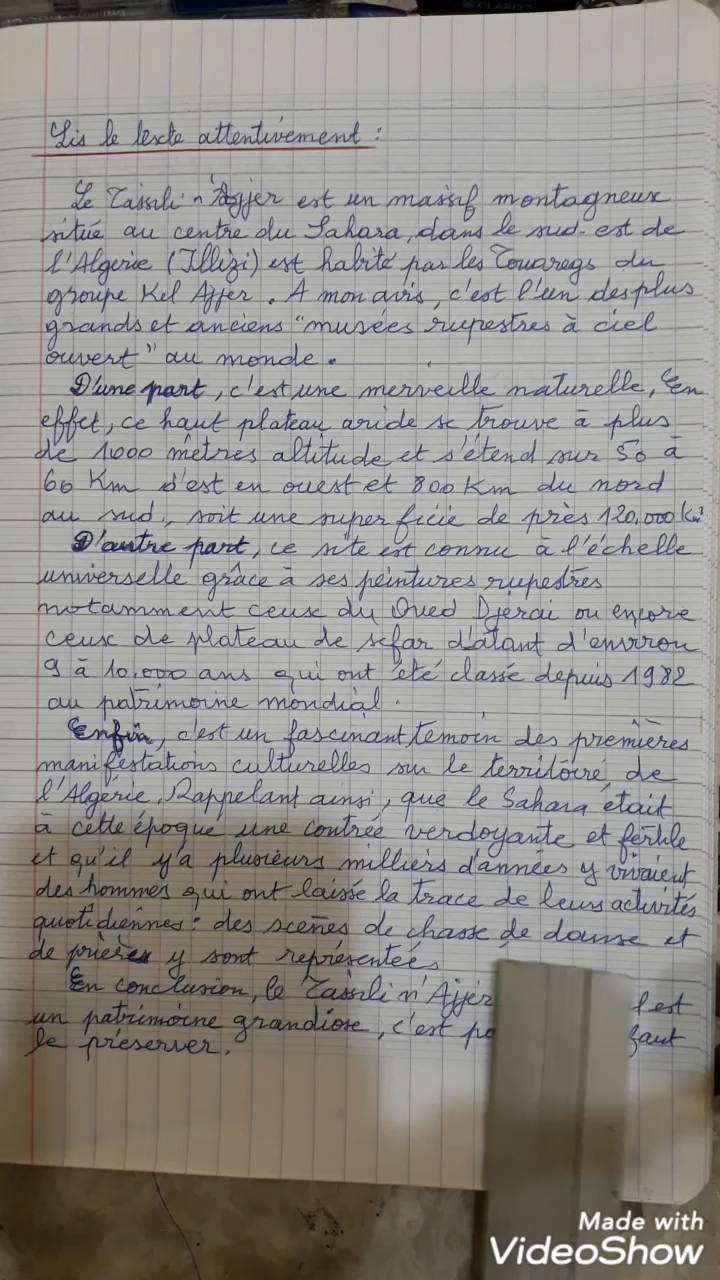 Lis le texte attentivement :
Le Tassili n'Ajjer est un massif montagneux
situé au centre du Sahara, dans le sud-est de
l'Algerie (Illizi) est habité par les Touaregs du
groupe Kel Ajjer. A mon avis, c'est l'un des plus
grands et anciens "musées rupestres à ciel
ouvert" au monde.
D'une part, c'est une merveille naturelle, En
effet, ce haut plateau aride se trouve à plus
de 1000 mètres altitude et s'étend sur 50 à
60 Km d'est en ouest et 800 Km du nord
au sud, soit une superficie de près 120.000 Km²
D'autre part, ce site est connu à l'échelle
universelle grâce à ses peintures rupestres
notamment ceux du Oued Djerai ou encore
ceux de plateau de sefar datant d'environ
9 à 10.000 ans qui ont été classé depuis 1982
au patrimoine mondial.
Enfin, c'est un fascinant temoin des premières
manifestations culturelles sur le territoire de
l'Algérie, Rappelant ainsi, que le Sahara était
à cette époque une contrée verdoyante et fertile
et qu'il y'a plusieurs milliers d'années y vivaient
des hommes qui ont laissé la trace de leurs activités
quotidiennes : des scènes de chasse de danse et
de prières y sont représentées
En conclusion, le Tassili n'Ajjer est
un patrimoine grandiose, c'est faut
le préserver.
Made with
VideoShow